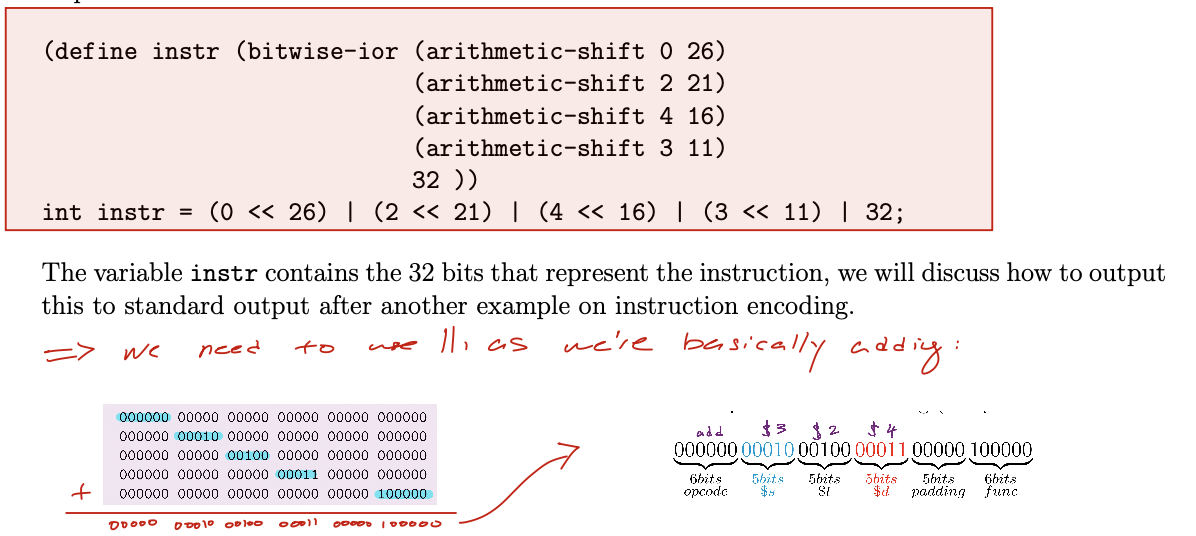 (define instr (bitwise-ior (arithmetic-shift 0 26)
(arithmetic-shift 2 21)
(arithmetic-shift 4 16)
(arithmetic-shift 3 11)
32 ))
int instr = (0 << 26) | (2 << 21) | (4 << 16) | (3 << 11) | 32;
The variable instr contains the 32 bits that represent the instruction, we will discuss how to output
this to standard output after another example on instruction encoding.
=> we need to use ||, as we're basically adding :
000000 00000 00000 00000 00000 000000
000000 00010 00000 00000 00000 000000
000000 00000 00100 00000 00000 000000
000000 00000 00000 00011 00000 000000
+ 000000 00000 00000 00000 00000 100000
00000 00010 00100 00011 00000 100000
add $3 $2 $4
000000 00010 00100 00011 00000 100000
6bits 5bits 5bits 5bits 5bits 6bits
opcode $s $t $d padding func